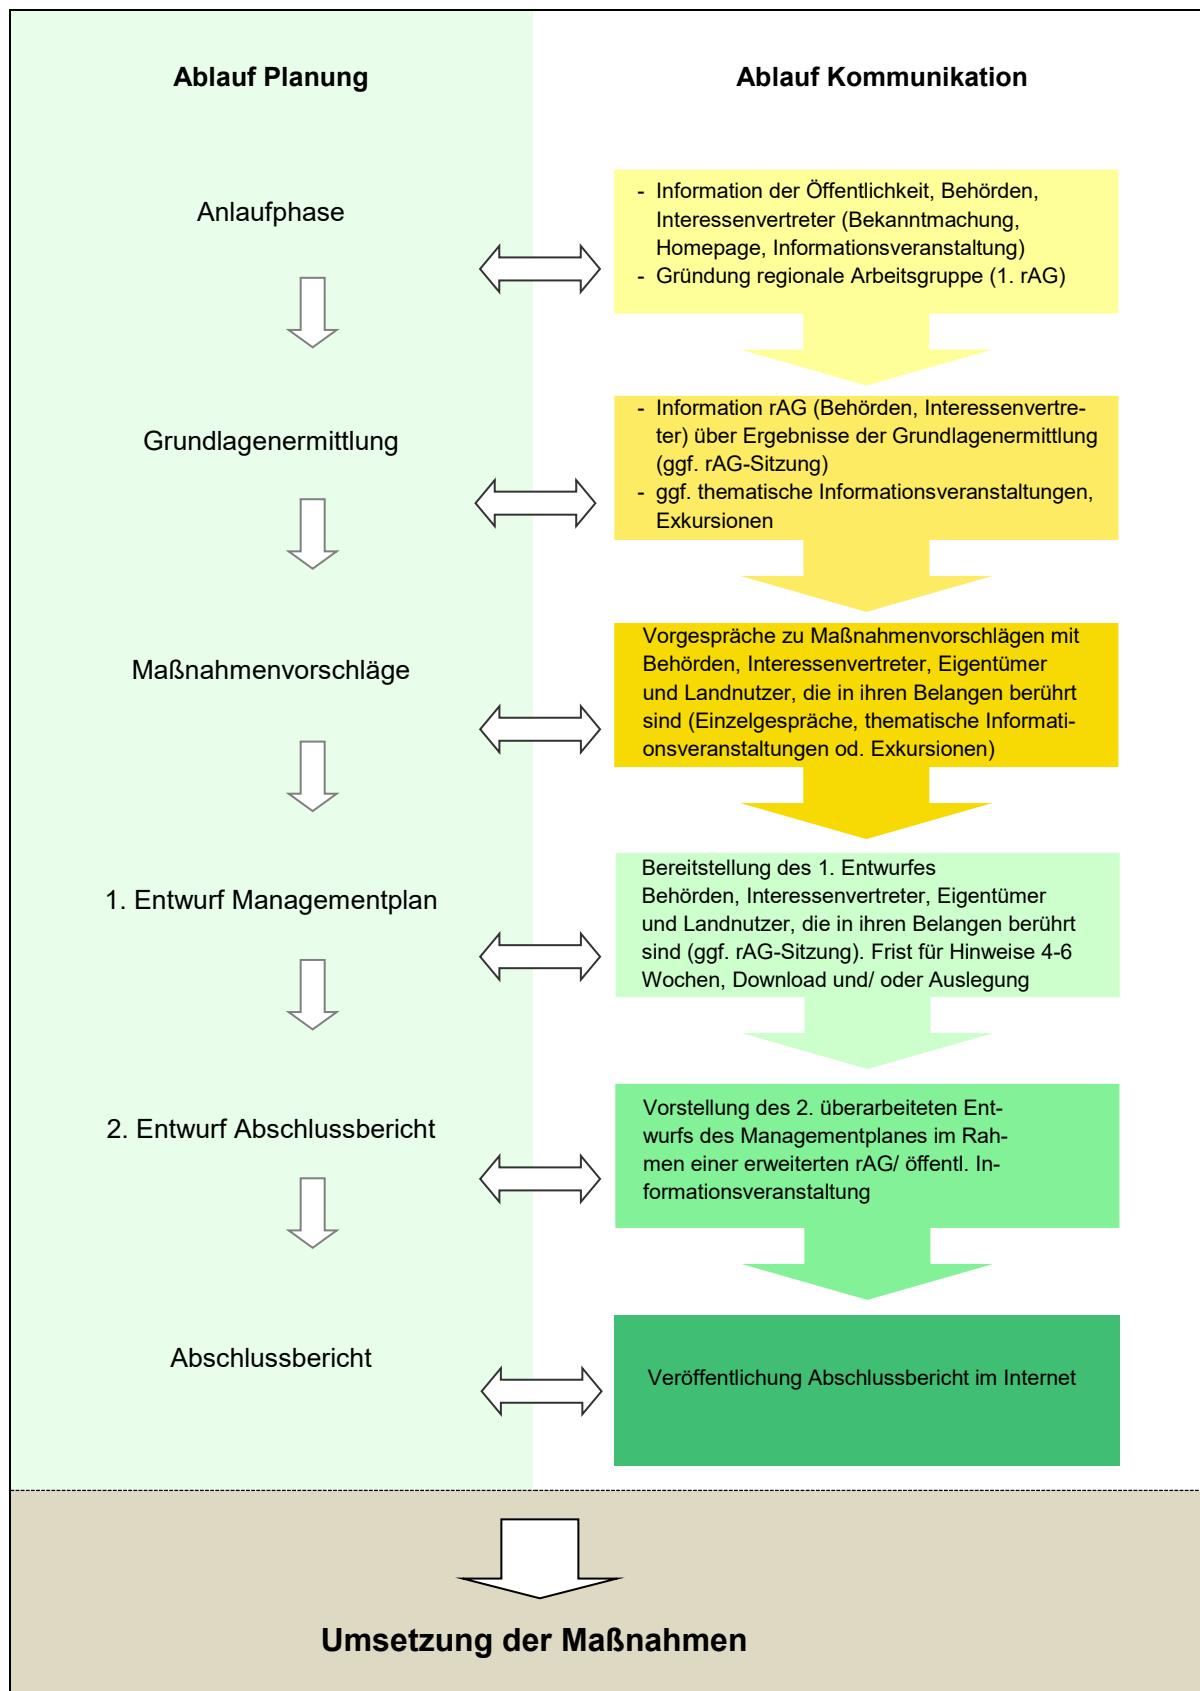 Ablauf Planung
Ablauf Kommunikation
Anlaufphase
- Information der Öffentlichkeit, Behörden,
Interessenvertreter (Bekanntmachung,
Homepage, Informationsveranstaltung)
- Gründung regionale Arbeitsgruppe (1. rAG)
Grundlagenermittlung
- Information rAG (Behörden, Interessenvertre-
ter) über Ergebnisse der Grundlagenermittlung
(ggf. rAG-Sitzung)
- ggf. thematische Informationsveranstaltungen,
Exkursionen
Maßnahmenvorschläge
Vorgespräche zu Maßnahmenvorschlägen mit
Behörden, Interessenvertreter, Eigentümer
und Landnutzer, die in ihren Belangen berührt
sind (Einzelgespräche, thematische Informati-
onsveranstaltungen od. Exkursionen)
1. Entwurf Managementplan
Bereitstellung des 1. Entwurfes
Behörden, Interessenvertreter, Eigentümer
und Landnutzer, die in ihren Belangen berührt
sind (ggf. rAG-Sitzung). Frist für Hinweise 4-6
Wochen, Download und/ oder Auslegung
2. Entwurf Abschlussbericht
Vorstellung des 2. überarbeiteten Ent-
wurfs des Managementplanes im Rah-
men einer erweiterten rAG/ öffentl. In-
formationsveranstaltung
Abschlussbericht
Veröffentlichung Abschlussbericht im Internet
Umsetzung der Maßnahmen